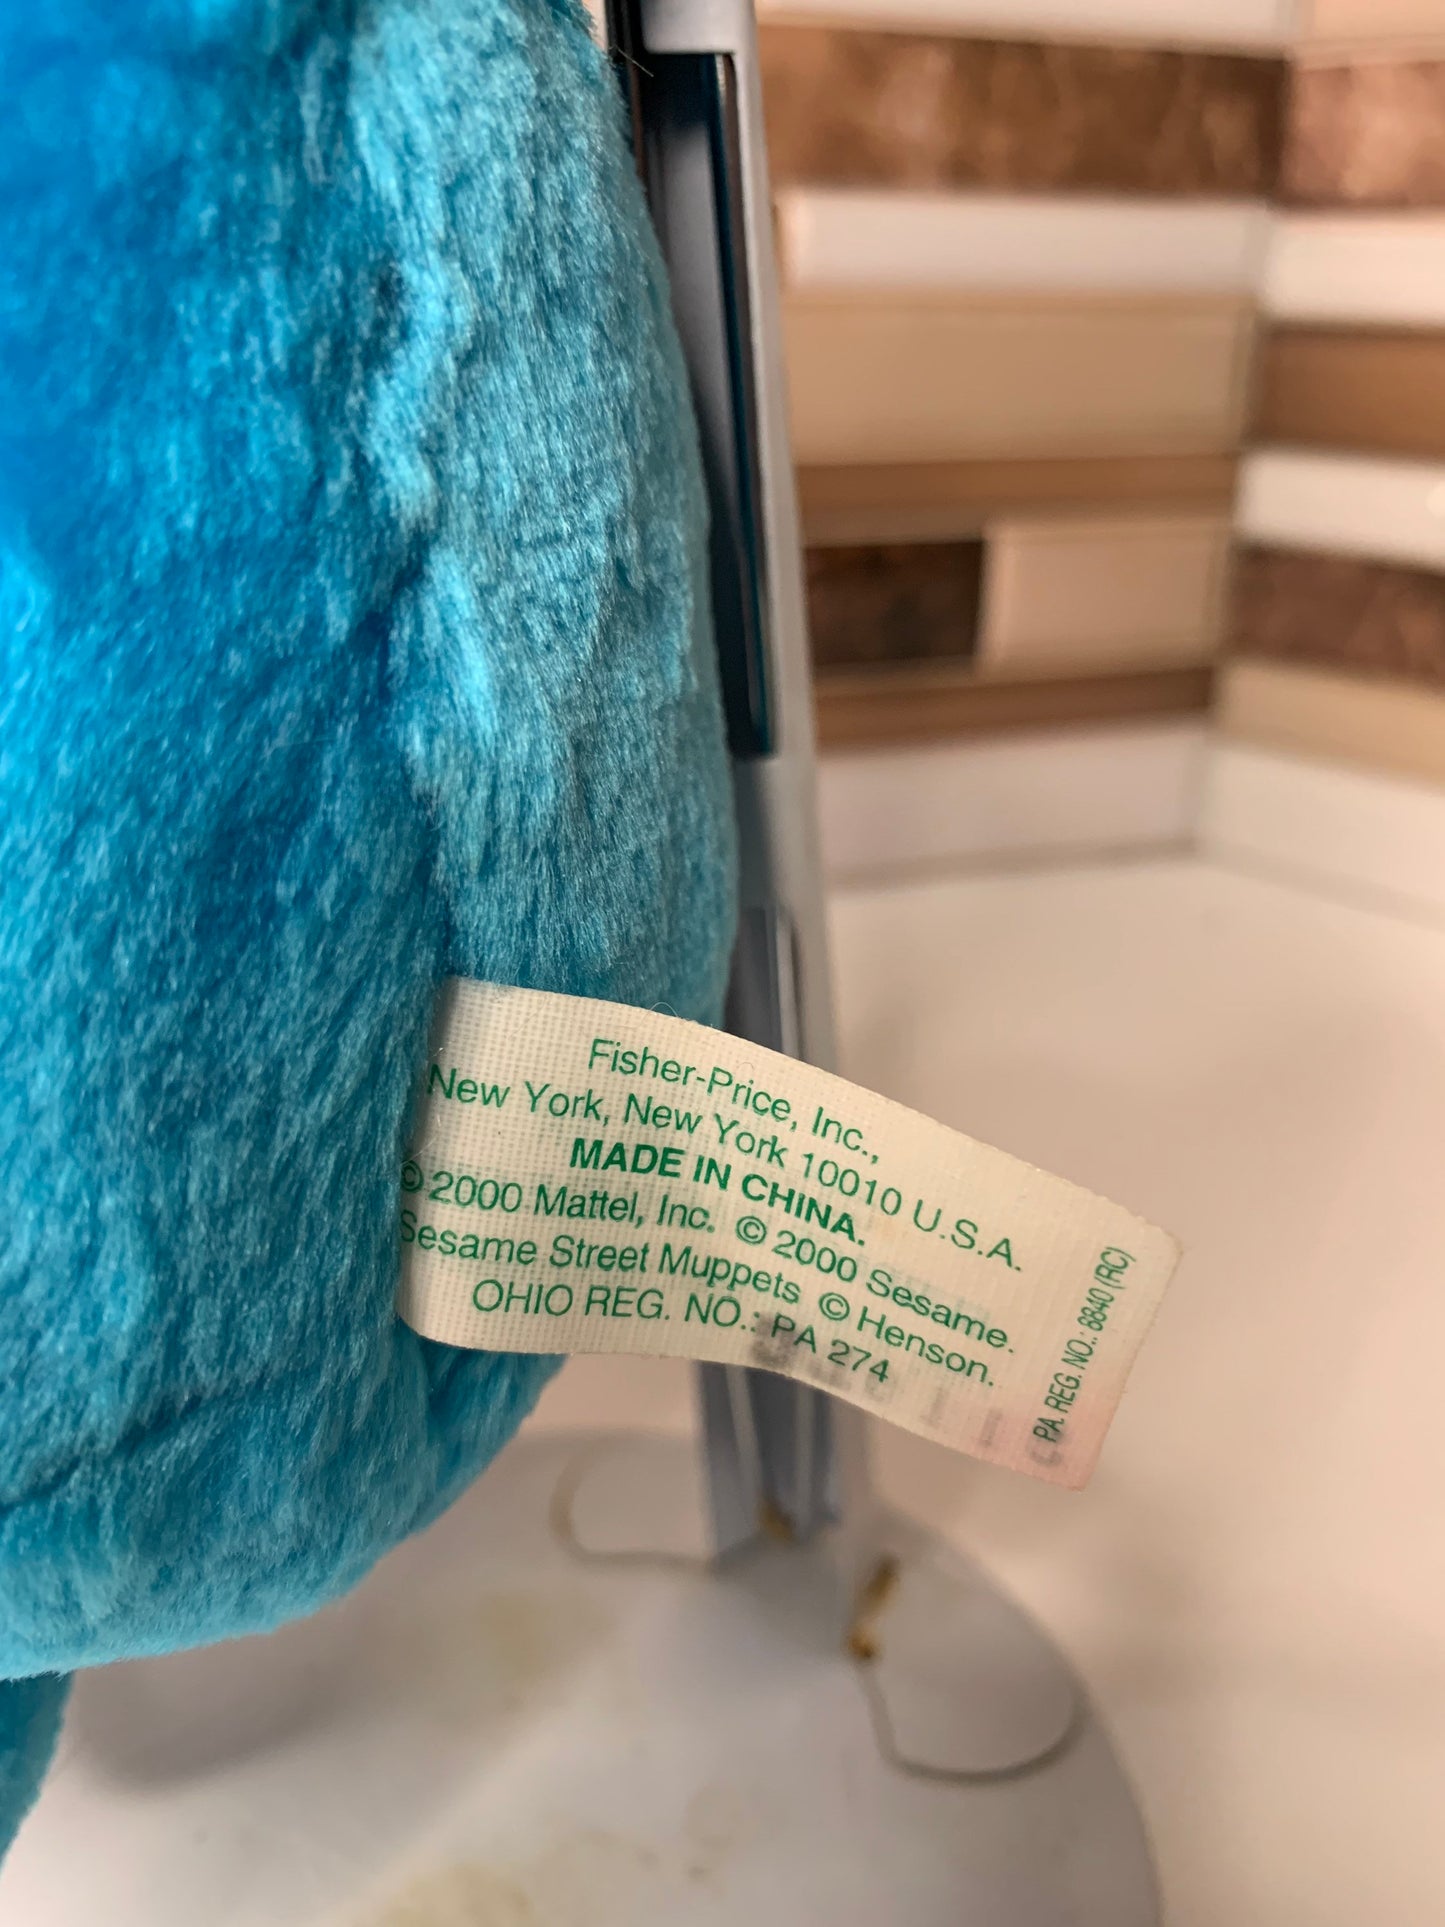 Fisher-Price, Inc.,
New York, New York 10010 U.S.A.
MADE IN CHINA.
© 2000 Mattel, Inc. © 2000 Sesame.
Sesame Street Muppets © Henson.
OHIO REG. NO.: PA 274
PA. REG. NO.: 8840 (RC)